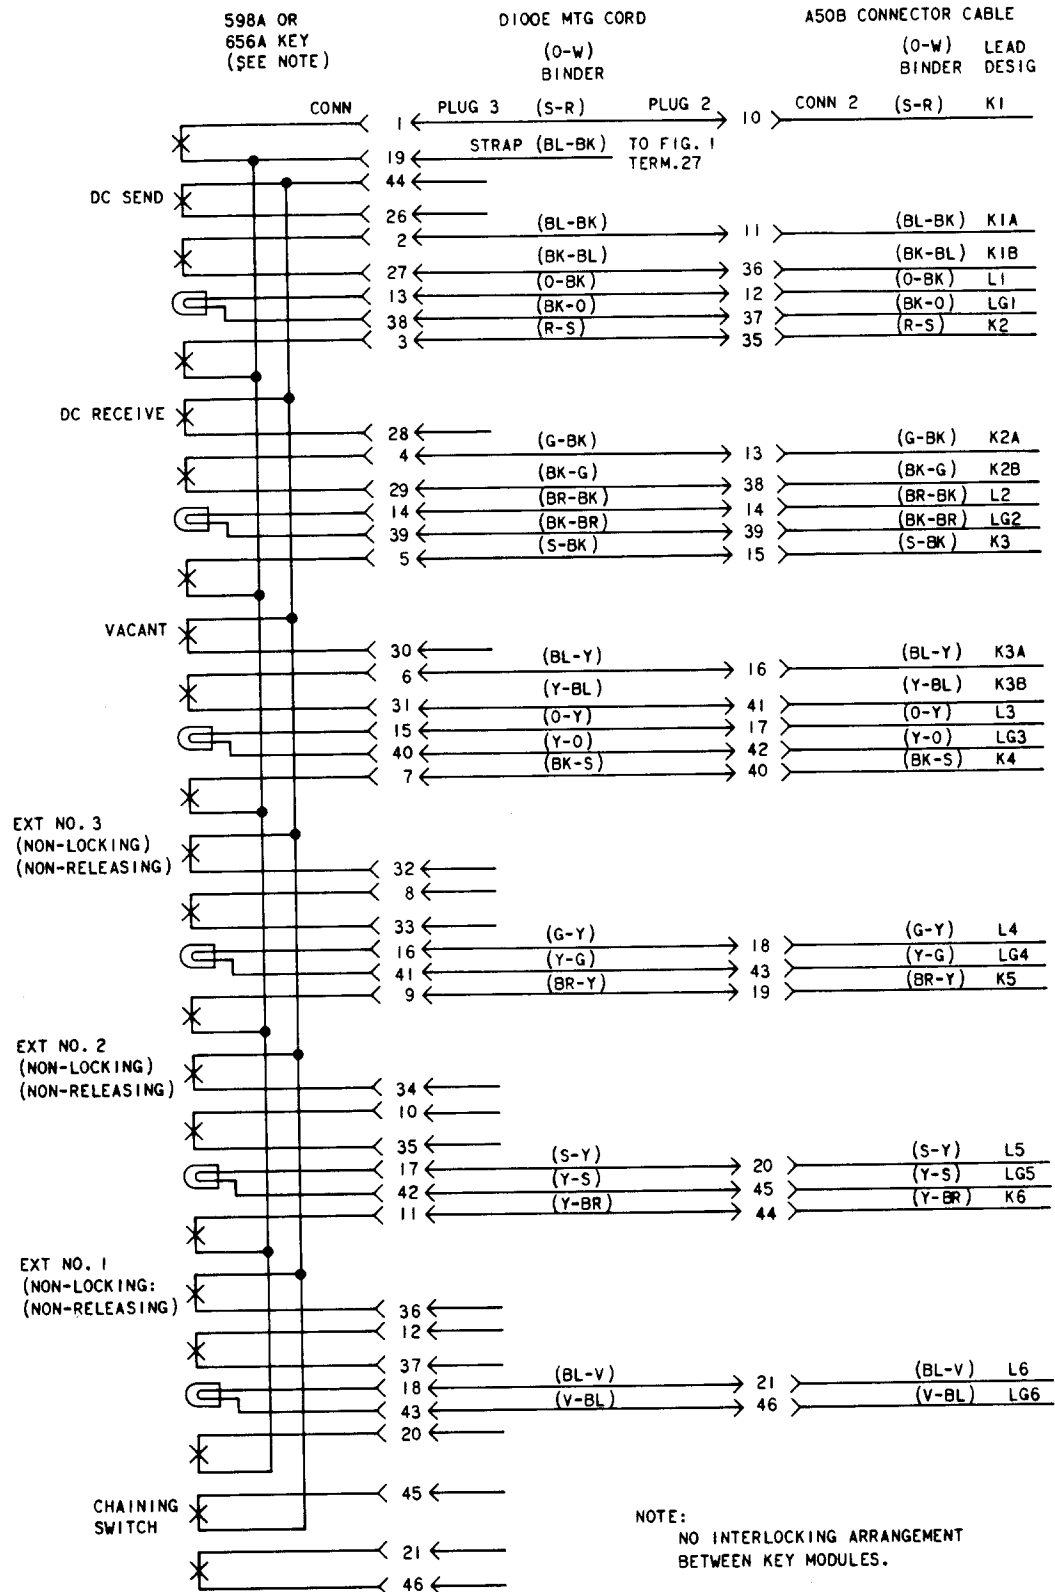 598A OR D100E MTG CORD A50B CONNECTOR CABLE
656A KEY (O-W) (O-W) LEAD
(SEE NOTE) BINDER BINDER DESIG
CONN 1 PLUG 3 (S-R) PLUG 2 10 CONN 2 (S-R) K1
19 STRAP (BL-BK) TO FIG. 1
TERM.27
44
DC SEND
26
2 (BL-BK) 11 (BL-BK) K1A
27 (BK-BL) 36 (BK-BL) K1B
13 (O-BK) 12 (O-BK) L1
38 (BK-O) 37 (BK-O) LG1
3 (R-S) 35 (R-S) K2
DC RECEIVE
28
4 (G-BK) 13 (G-BK) K2A
29 (BK-G) 38 (BK-G) K2B
14 (BR-BK) 14 (BR-BK) L2
39 (BK-BR) 39 (BK-BR) LG2
5 (S-BK) 15 (S-BK) K3
VACANT
30
6 (BL-Y) 16 (BL-Y) K3A
31 (Y-BL) 41 (Y-BL) K3B
15 (O-Y) 17 (O-Y) L3
40 (Y-O) 42 (Y-O) LG3
7 (BK-S) 40 (BK-S) K4
EXT NO. 3
(NON-LOCKING)
(NON-RELEASING)
32
8
33
16 (G-Y) 18 (G-Y) L4
41 (Y-G) 43 (Y-G) LG4
9 (BR-Y) 19 (BR-Y) K5
EXT NO. 2
(NON-LOCKING)
(NON-RELEASING)
34
10
35
17 (S-Y) 20 (S-Y) L5
42 (Y-S) 45 (Y-S) LG5
11 (Y-BR) 44 (Y-BR) K6
EXT NO. 1
(NON-LOCKING:
(NON-RELEASING)
36
12
37
18 (BL-V) 21 (BL-V) L6
43 (V-BL) 46 (V-BL) LG6
20
45
CHAINING
SWITCH
21
46
NOTE:
NO INTERLOCKING ARRANGEMENT
BETWEEN KEY MODULES.